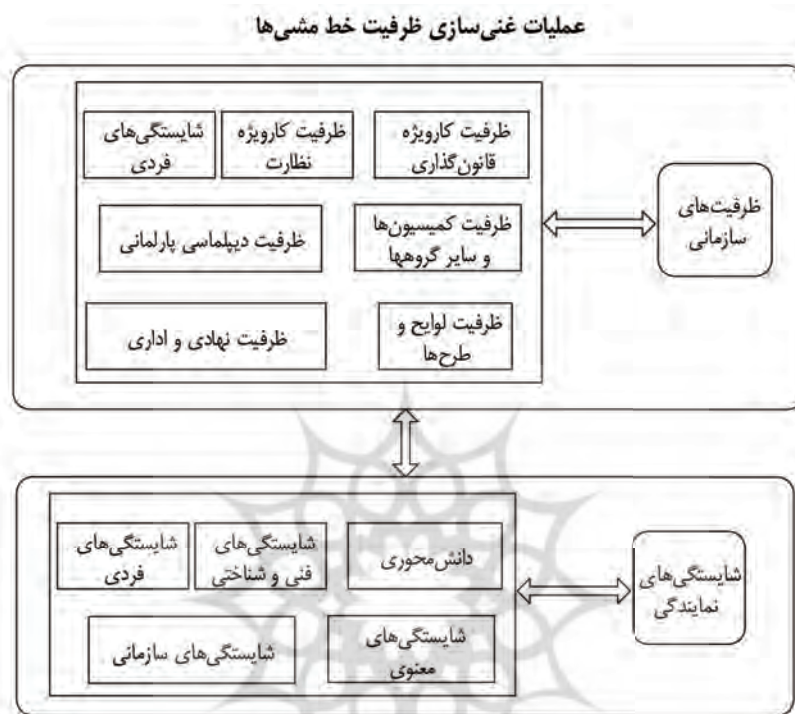 عملیات غنی‌سازی ظرفیت خط مشی‌ها
ظرفیت کارویژه
قانون‌گذاری
ظرفیت کارویژه
نظارت
شایستگی‌های
فردی
ظرفیت‌های
سازمانی
ظرفیت کمیسیون‌ها
و سایر گروهها
ظرفیت دیپلماسی پارلمانی
ظرفیت لوایح و
طرح‌ها
ظرفیت نهادی و اداری
دانش‌محوری
شایستگی‌های
فنی و شناختی
شایستگی‌های
فردی
شایستگی‌های
نمایندگی
شایستگی‌های
معنوی
شایستگی‌های سازمانی